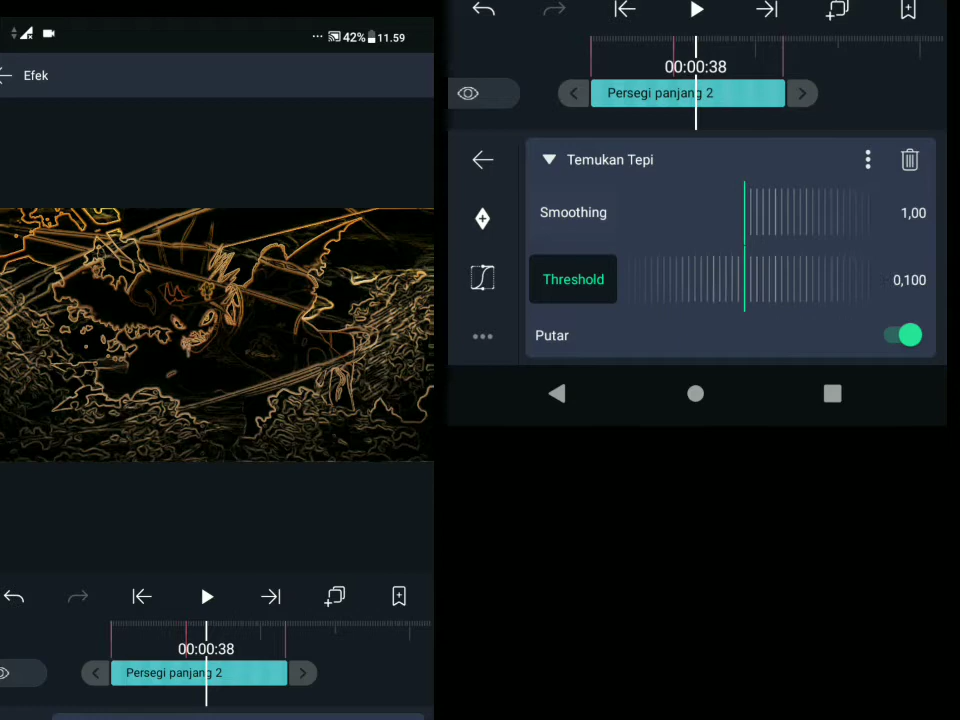 42% 11.59
Efek
00:00:38
Persegi panjang 2
00:00:38
Persegi panjang 2
Temukan Tepi
Smoothing 1,00
Threshold 0,100
Putar